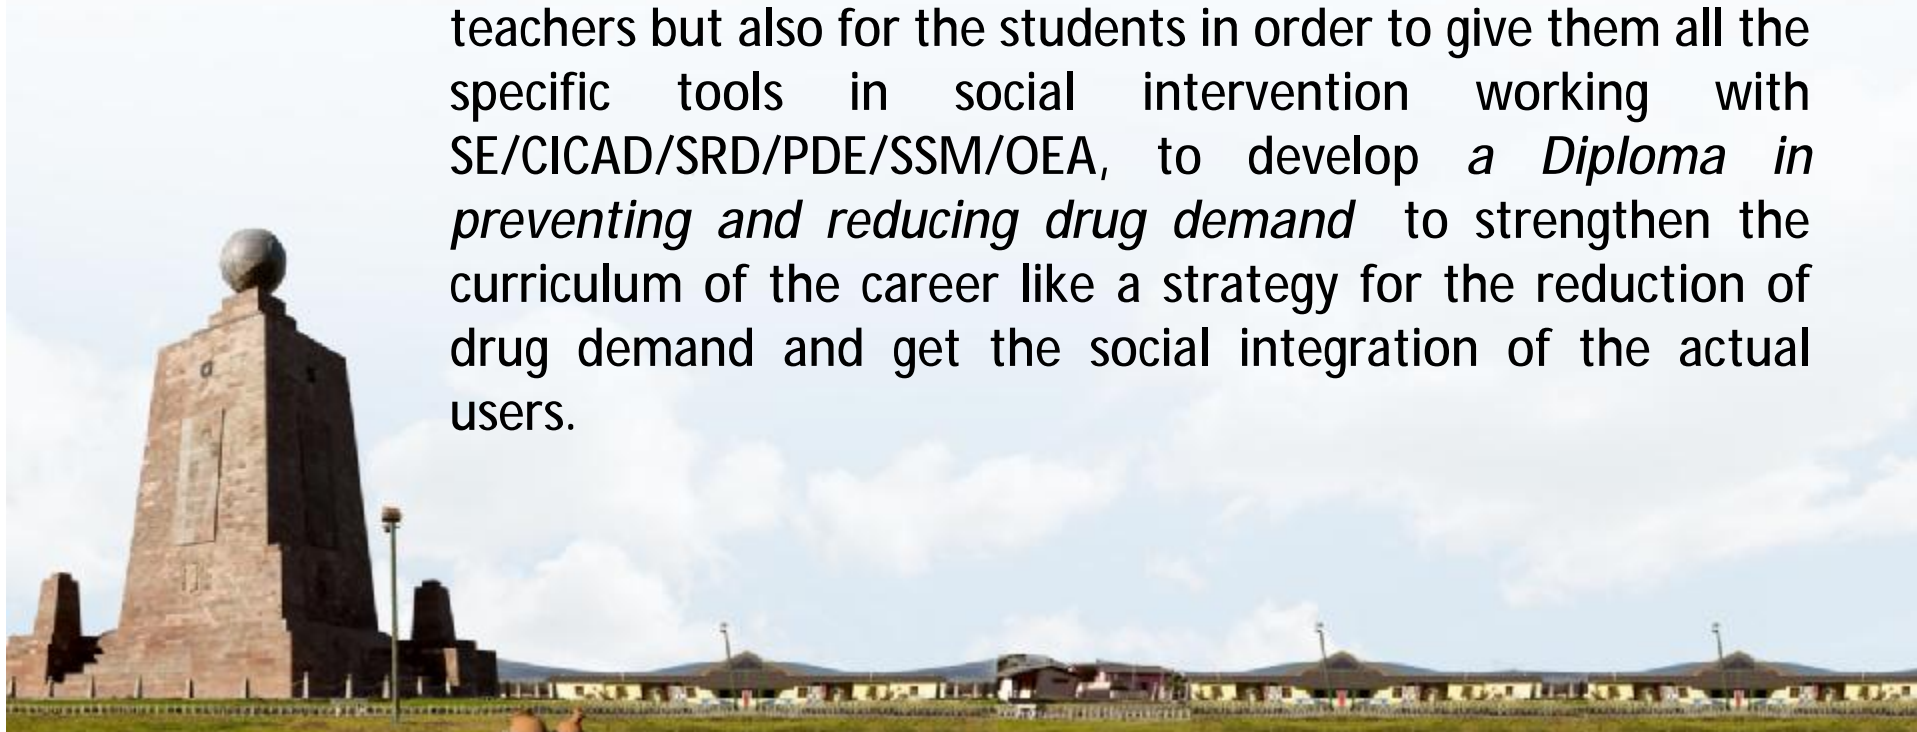 teachers but also for the students in order to give them all the
specific tools in social intervention working with
SE/CICAD/SRD/PDE/SSM/OEA, to develop a Diploma in
preventing and reducing drug demand to strengthen the
curriculum of the career like a strategy for the reduction of
drug demand and get the social integration of the actual
users.